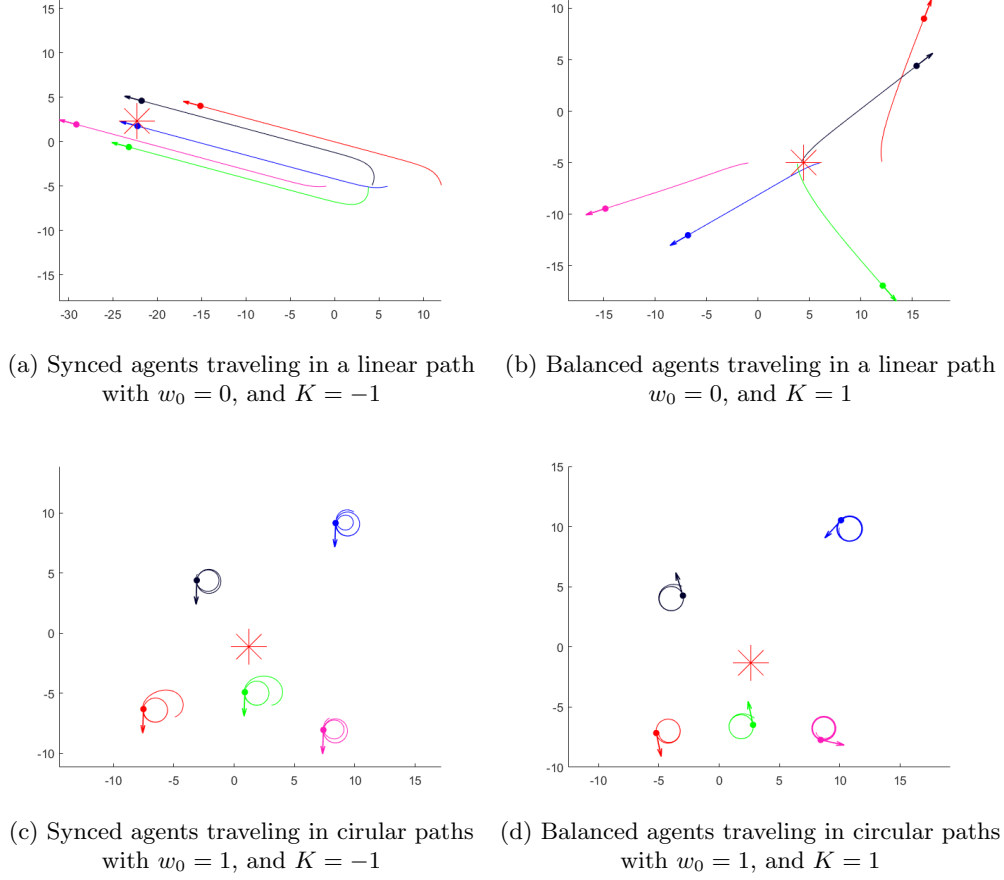 15
10
5
0
-5
-10
-15
-30 -25 -20 -15 -10 -5 0 5 10
10
5
0
-5
-10
-15
-15 -10 -5 0 5 10 15
(a) Synced agents traveling in a linear path
with w₀ = 0, and K = −1
(b) Balanced agents traveling in a linear path
w₀ = 0, and K = 1
10
5
0
-5
-10
-10 -5 0 5 10 15
15
10
5
0
-5
-10
-10 -5 0 5 10 15
(c) Synced agents traveling in cirular paths
with w₀ = 1, and K = −1
(d) Balanced agents traveling in circular paths
with w₀ = 1, and K = 1